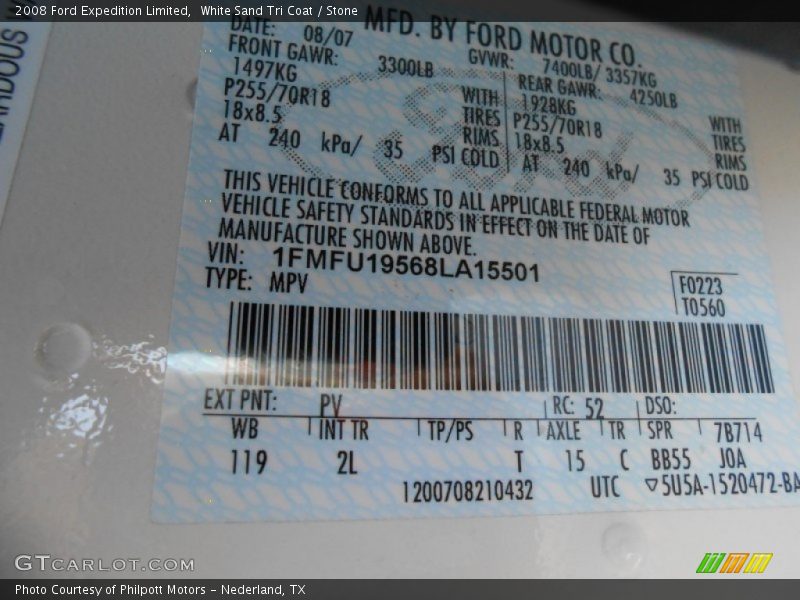 2008 Ford Expedition Limited, White Sand Tri Coat / Stone
MFD. BY FORD MOTOR CO.
DATE: 08/07 GVWR: 7400LB/ 3357KG
FRONT GAWR: 3300LB REAR GAWR: 4250LB
1497KG WITH 1928KG WITH
P255/70R18 TIRES P255/70R18 TIRES
18x8.5 RIMS 18x8.5 RIMS
AT 240 kPa/ 35 PSI COLD AT 240 kPa/ 35 PSI COLD
THIS VEHICLE CONFORMS TO ALL APPLICABLE FEDERAL MOTOR
VEHICLE SAFETY STANDARDS IN EFFECT ON THE DATE OF
MANUFACTURE SHOWN ABOVE.
VIN: 1FMFU19568LA15501
TYPE: MPV
F0223
T0560
EXT PNT: PV RC: 52 DSO:
WB INT TR TP/PS R AXLE TR SPR 7B714
119 2L T 15 C BB55 J0A
1200708210432 UTC ▽5U5A-1520472-BA
GTcarlot.com
Photo Courtesy of Philpott Motors - Nederland, TX